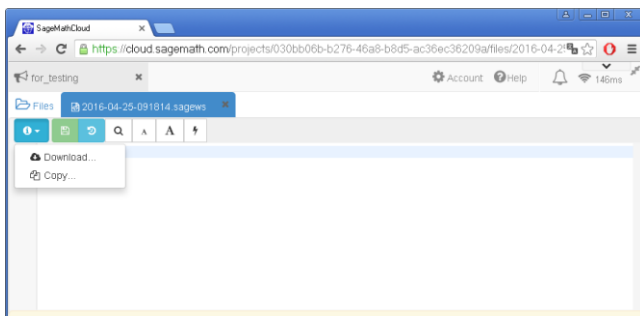 SageMathCloud
https://cloud.sagemath.com/projects/030bb06b-b276-46a8-b8d5-ac36ec36209a/files/2016-04-25
for_testing
Account Help 146ms
Files 2016-04-25-091814.sagews
A A
Download...
Copy...